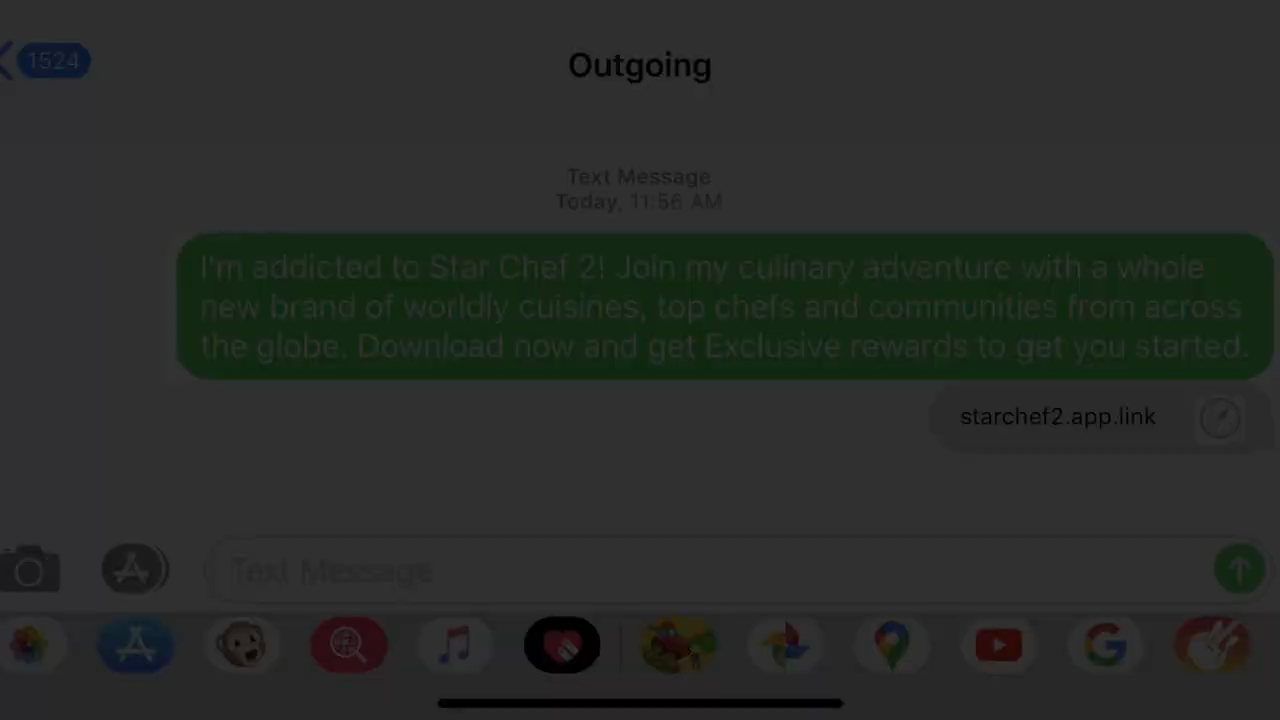 1524
Outgoing
Text Message
Today, 11:56 AM
I'm addicted to Star Chef 2! Join my culinary adventure with a whole
new brand of worldly cuisines, top chefs and communities from across
the globe. Download now and get Exclusive rewards to get you started.
starchef2.app.link
Text Message